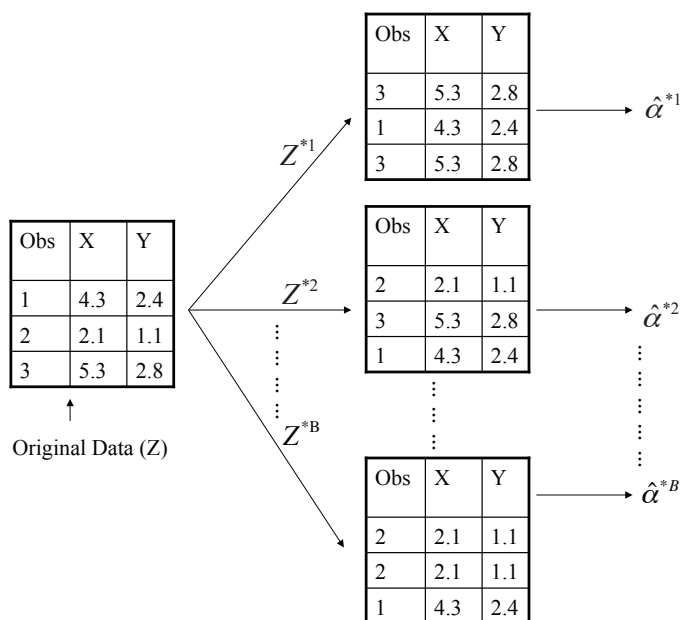 Obs X Y
3 5.3 2.8
1 4.3 2.4
3 5.3 2.8
α̂*1
Z*1
Obs X Y
1 4.3 2.4
2 2.1 1.1
3 5.3 2.8
Original Data (Z)
Z*2
Obs X Y
2 2.1 1.1
3 5.3 2.8
1 4.3 2.4
α̂*2
Z*B
Obs X Y
2 2.1 1.1
2 2.1 1.1
1 4.3 2.4
α̂*B